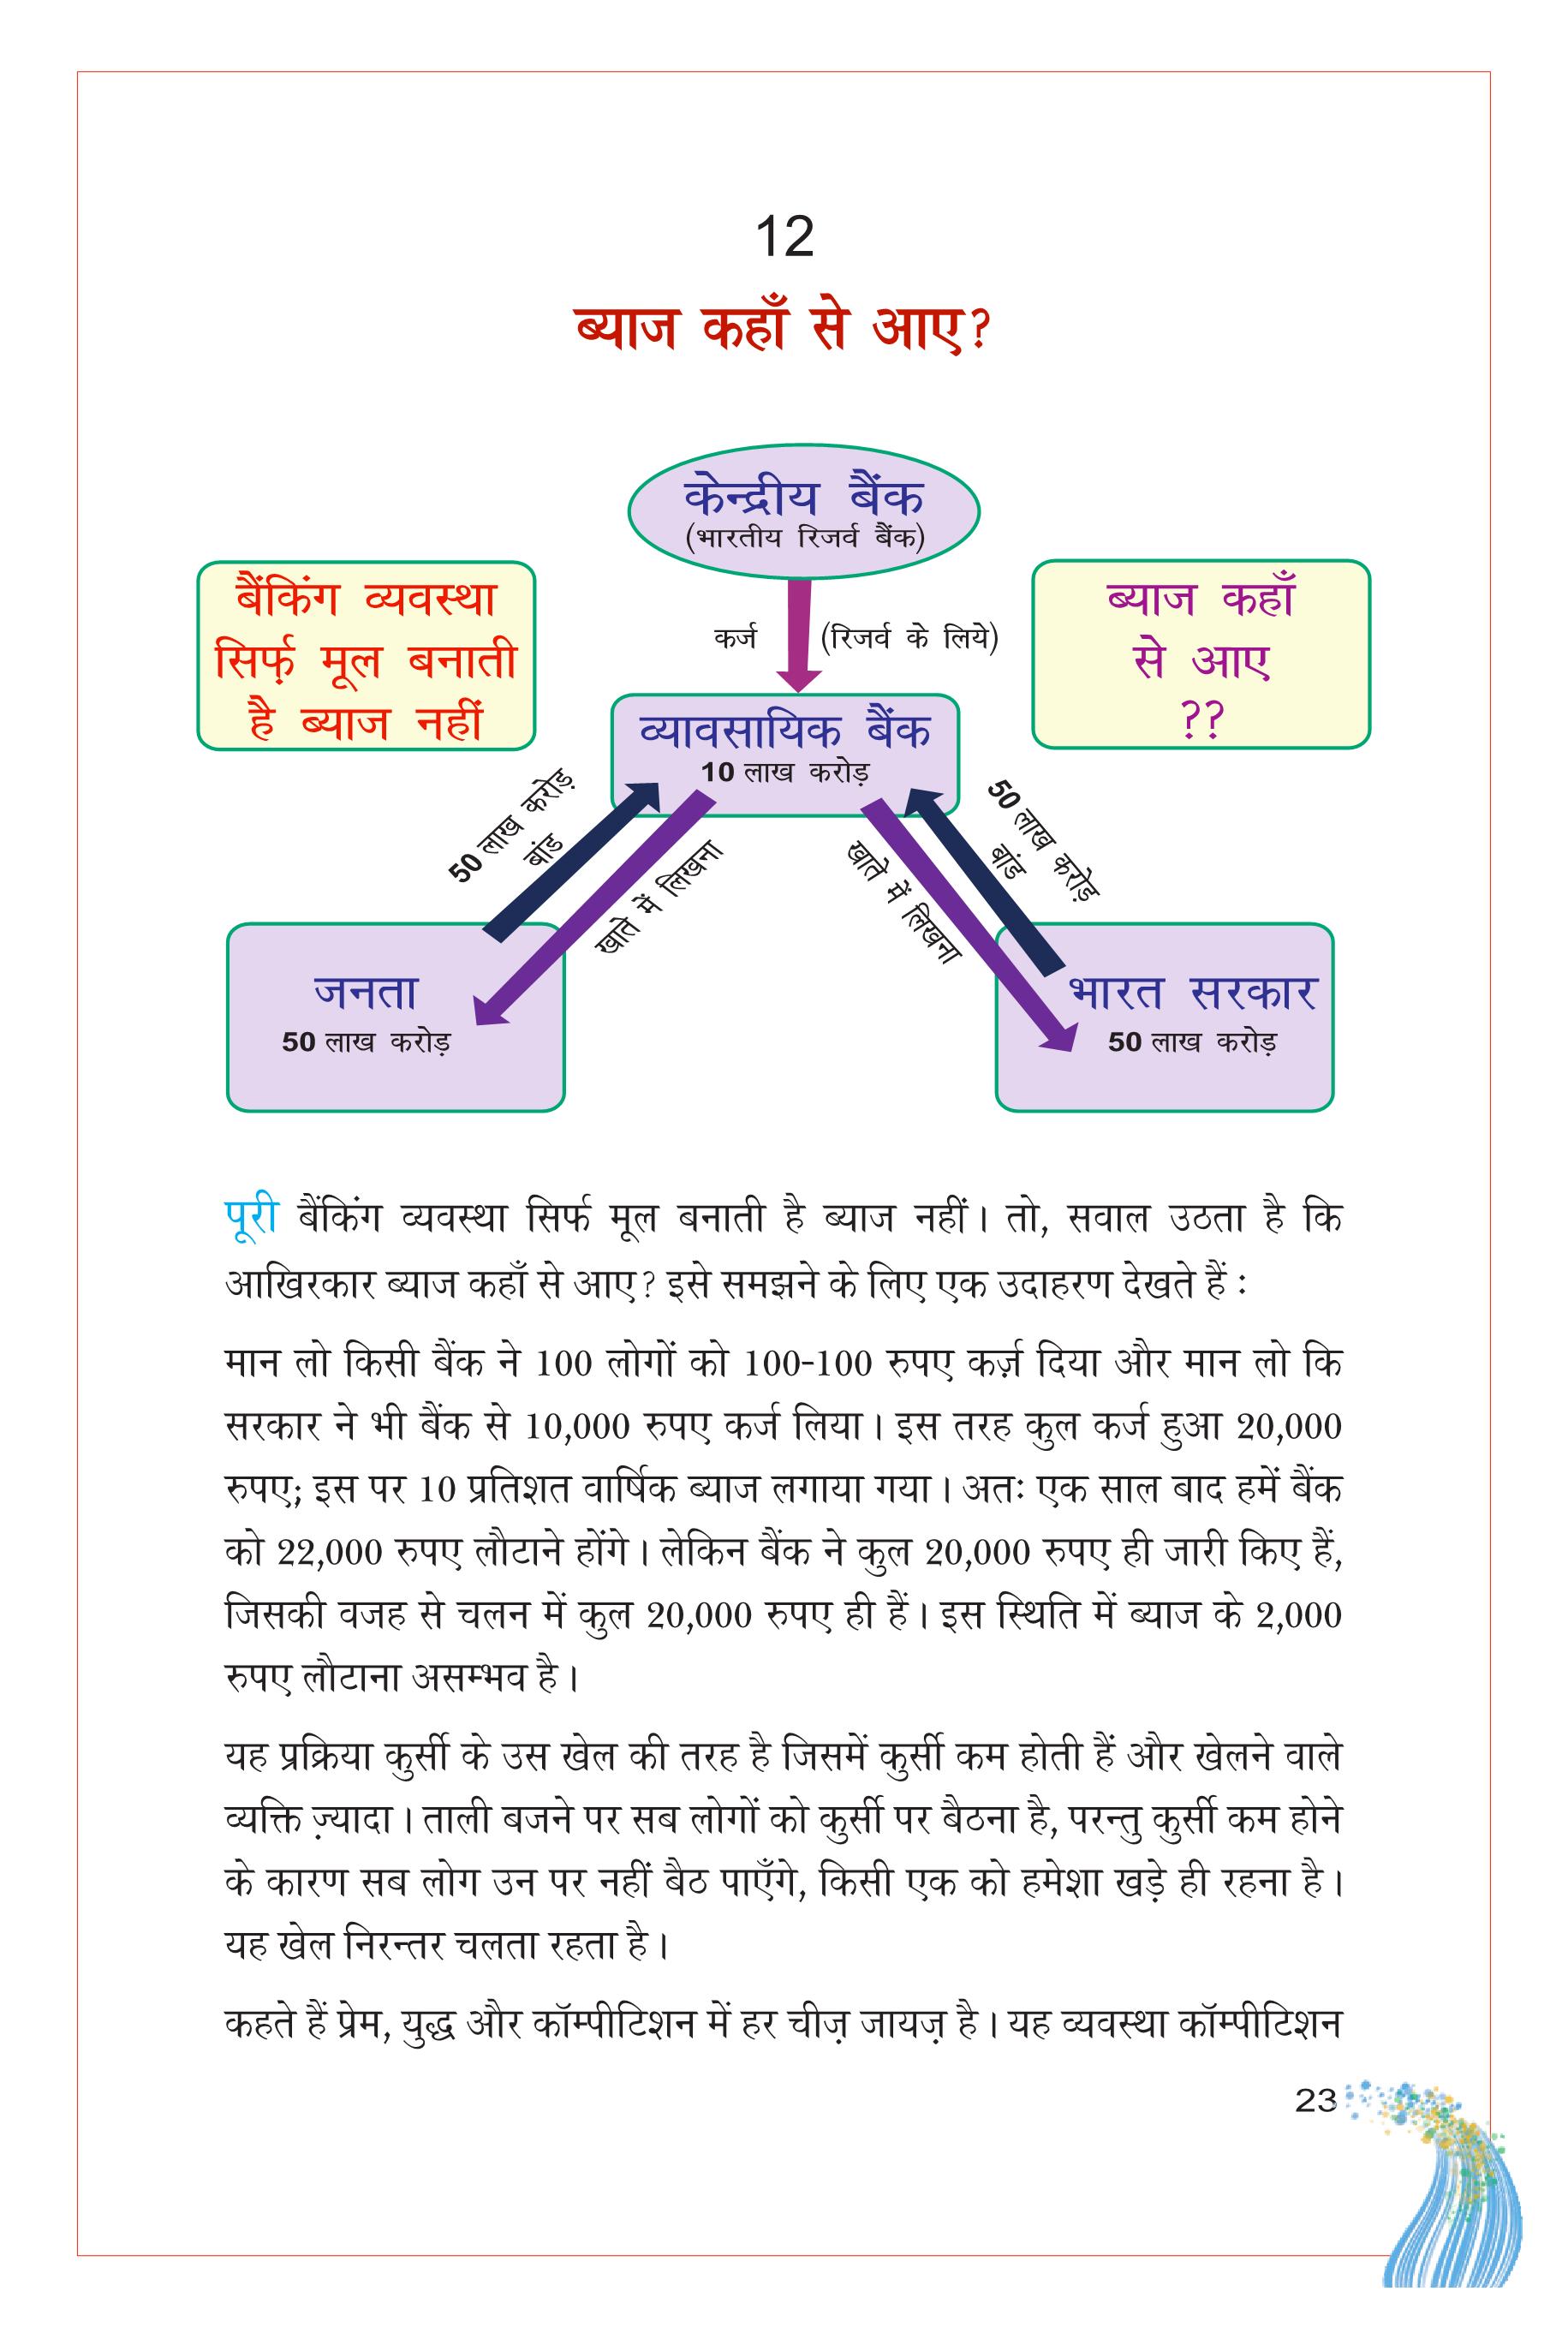 12
ब्याज कहाँ से आए?
केन्द्रीय बैंक
(भारतीय रिजर्व बैंक)
बैंकिंग व्यवस्था
सिर्फ़ मूल बनाती
है ब्याज नहीं
कर्ज (रिजर्व के लिये)
ब्याज कहाँ
से आए
??
व्यावसायिक बैंक
10 लाख करोड़
50 लाख करोड़
बांड
खाते में लिखना
खाते में लिखना
बांड
50 लाख करोड़
जनता
50 लाख करोड़
भारत सरकार
50 लाख करोड़
पूरी बैंकिंग व्यवस्था सिर्फ मूल बनाती है ब्याज नहीं। तो, सवाल उठता है कि
आखिरकार ब्याज कहाँ से आए? इसे समझने के लिए एक उदाहरण देखते हैं :
मान लो किसी बैंक ने 100 लोगों को 100-100 रुपए कर्ज़ दिया और मान लो कि
सरकार ने भी बैंक से 10,000 रुपए कर्ज लिया। इस तरह कुल कर्ज हुआ 20,000
रुपए; इस पर 10 प्रतिशत वार्षिक ब्याज लगाया गया। अतः एक साल बाद हमें बैंक
को 22,000 रुपए लौटाने होंगे। लेकिन बैंक ने कुल 20,000 रुपए ही जारी किए हैं,
जिसकी वजह से चलन में कुल 20,000 रुपए ही हैं। इस स्थिति में ब्याज के 2,000
रुपए लौटाना असम्भव है।
यह प्रक्रिया कुर्सी के उस खेल की तरह है जिसमें कुर्सी कम होती हैं और खेलने वाले
व्यक्ति ज़्यादा। ताली बजने पर सब लोगों को कुर्सी पर बैठना है, परन्तु कुर्सी कम होने
के कारण सब लोग उन पर नहीं बैठ पाएँगे, किसी एक को हमेशा खड़े ही रहना है।
यह खेल निरन्तर चलता रहता है।
कहते हैं प्रेम, युद्ध और कॉम्पीटिशन में हर चीज़ जायज़ है। यह व्यवस्था कॉम्पीटिशन
23